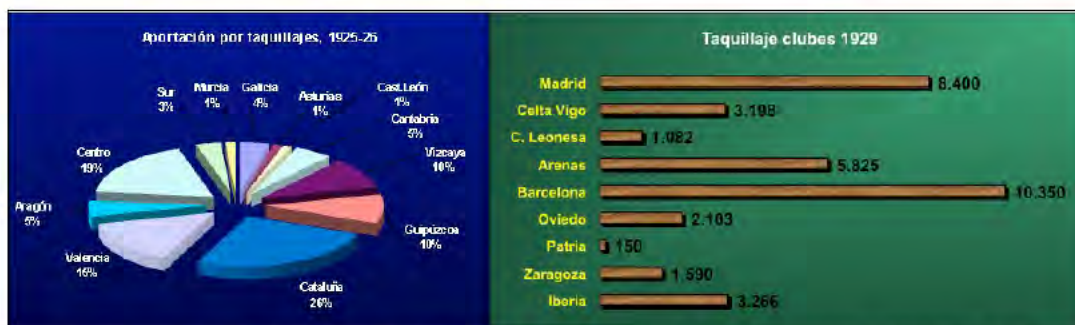 Aportación por taquillajes, 1925-26
Sur
3%
Murcia
1%
Galicia
4%
Asturias
1%
Cast.León
1%
Cantabria
5%
Vizcaya
10%
Guipúzcoa
10%
Cataluña
26%
Valencia
15%
Aragón
5%
Centro
19%
Taquillaje clubes 1929
Madrid 8.400
Celta Vigo 3.198
C. Leonesa 1.082
Arenas 5.825
Barcelona 10.350
Oviedo 2.103
Patria 150
Zaragoza 1.590
Iberia 3.266